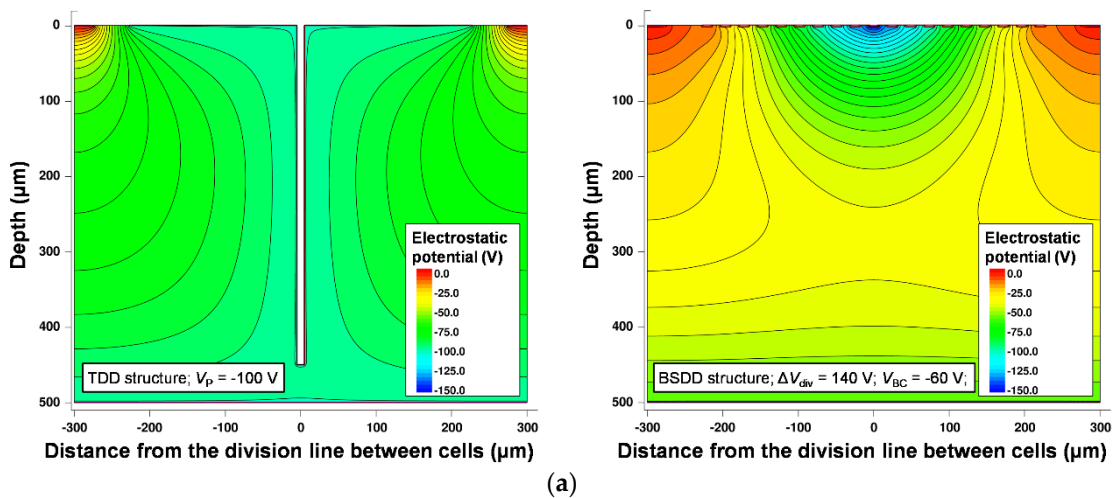 0
100
200
300
400
500
Depth (µm)
Electrostatic
potential (V)
0.0
-25.0
-50.0
-75.0
-100.0
-125.0
-150.0
TDD structure; VP = -100 V
-300 -200 -100 0 100 200 300
Distance from the division line between cells (µm)
0
100
200
300
400
500
Depth (µm)
Electrostatic
potential (V)
0.0
-25.0
-50.0
-75.0
-100.0
-125.0
-150.0
BSDD structure; ΔVdiv = 140 V; VBC = -60 V;
-300 -200 -100 0 100 200 300
Distance from the division line between cells (µm)
(a)